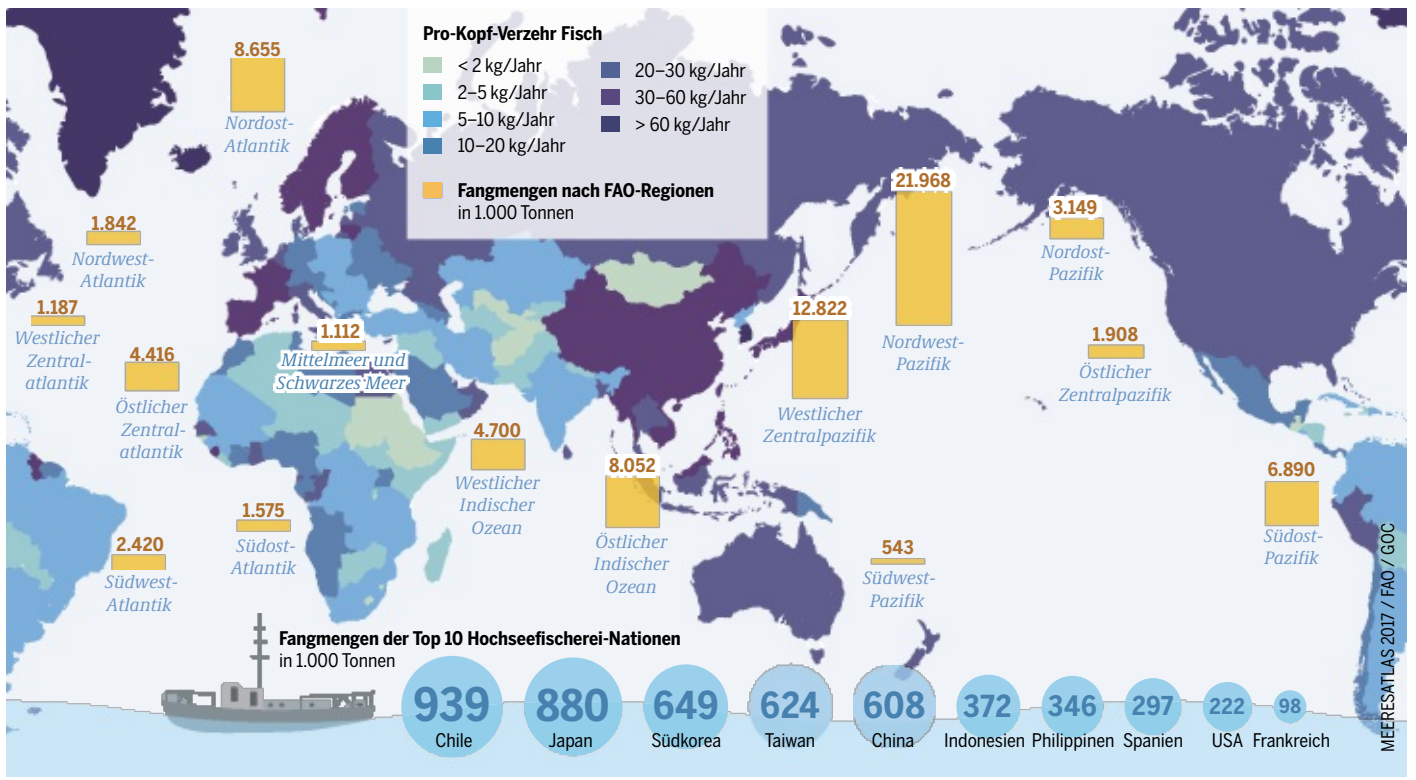 Pro-Kopf-Verzehr Fisch
< 2 kg/Jahr
2–5 kg/Jahr
5–10 kg/Jahr
10–20 kg/Jahr
20–30 kg/Jahr
30–60 kg/Jahr
> 60 kg/Jahr
Fangmengen nach FAO-Regionen
in 1.000 Tonnen
8.655
Nordost-
Atlantik
1.842
Nordwest-
Atlantik
1.187
Westlicher
Zentral-
atlantik
4.416
Östlicher
Zentral-
atlantik
1.112
Mittelmeer und
Schwarzes Meer
21.968
Nordwest-
Pazifik
3.149
Nordost-
Pazifik
12.822
Westlicher
Zentralpazifik
1.908
Östlicher
Zentralpazifik
4.700
Westlicher
Indischer
Ozean
8.052
Östlicher
Indischer
Ozean
6.890
Südost-
Pazifik
1.575
Südost-
Atlantik
2.420
Südwest-
Atlantik
543
Südwest-
Pazifik
Fangmengen der Top 10 Hochseefischerei-Nationen
in 1.000 Tonnen
939
Chile
880
Japan
649
Südkorea
624
Taiwan
608
China
372
Indonesien
346
Philippinen
297
Spanien
222
USA
98
Frankreich
MEERESATLAS 2017 / FAO / GOC